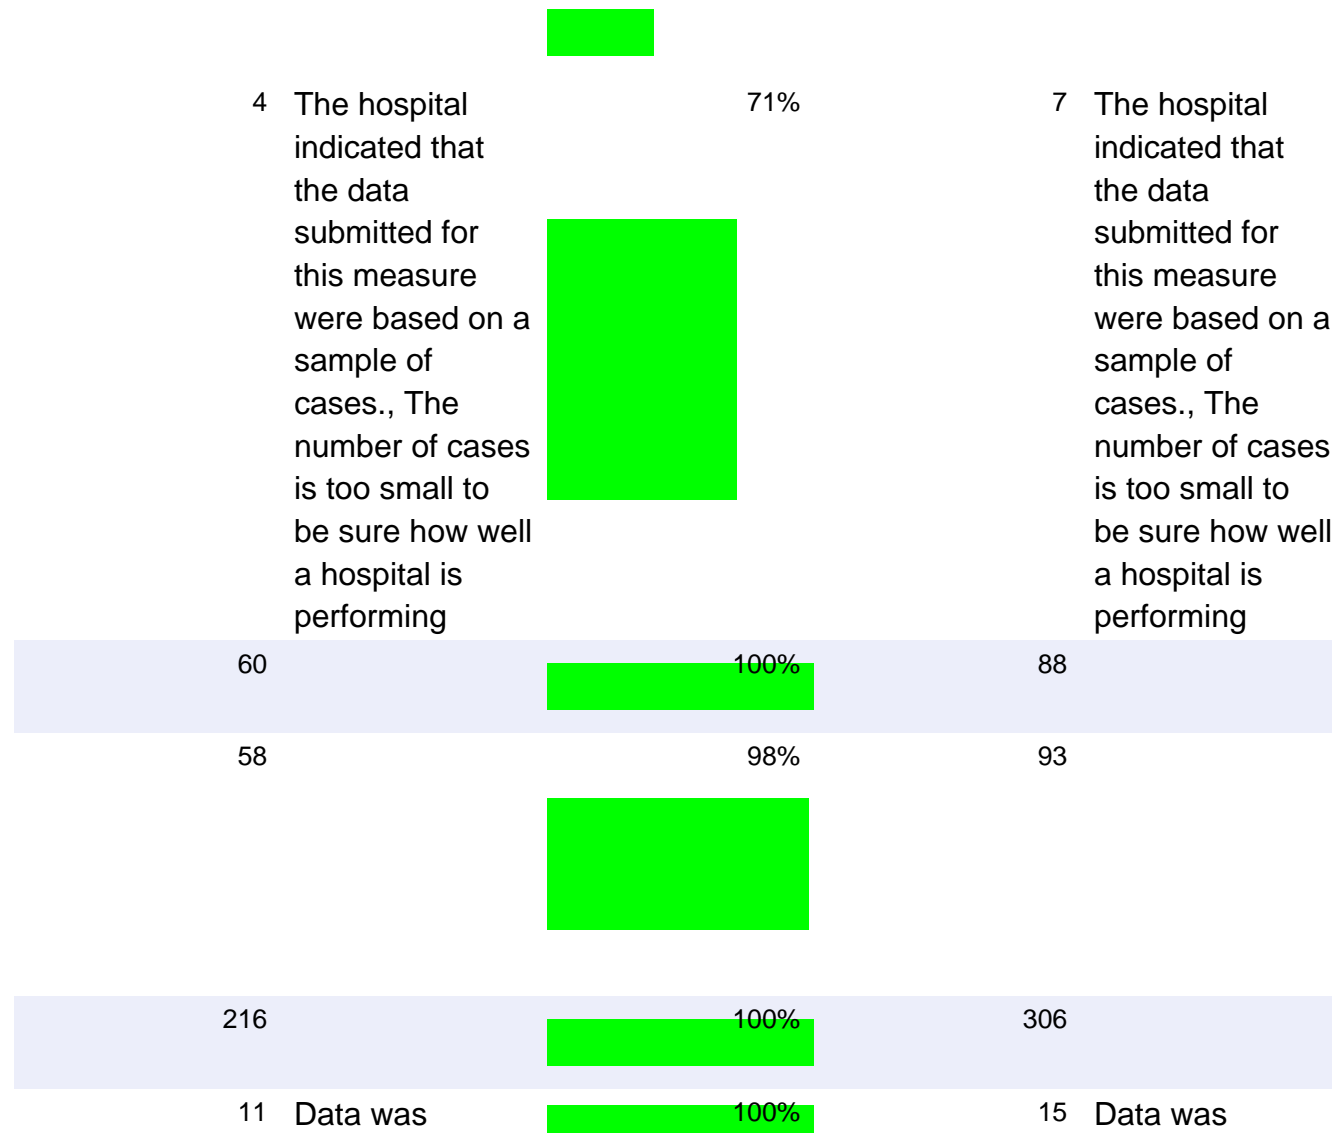 4 The hospital 71% 7 The hospital
indicated that indicated that
the data the data
submitted for submitted for
this measure this measure
were based on a were based on a
sample of sample of
cases., The cases., The
number of cases number of cases
is too small to is too small to
be sure how well be sure how well
a hospital is a hospital is
performing performing
60 100% 88
58 98% 93
216 100% 306
11 Data was 100% 15 Data was